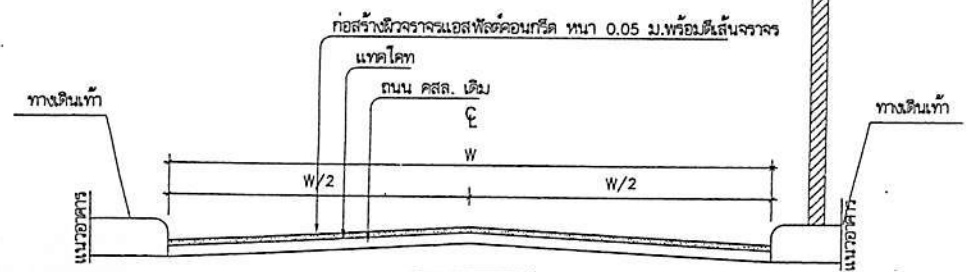 ก่อสร้างผิวจราจรแอสฟัลต์คอนกรีต หนา 0.05 ม.พร้อมตีเส้นจราจร
แทคโคท
ถนน คสล. เดิม
ทางเดินเท้า
ทางเดินเท้า
℄
W
W/2
W/2
แนวอาคาร
แนวอาคาร